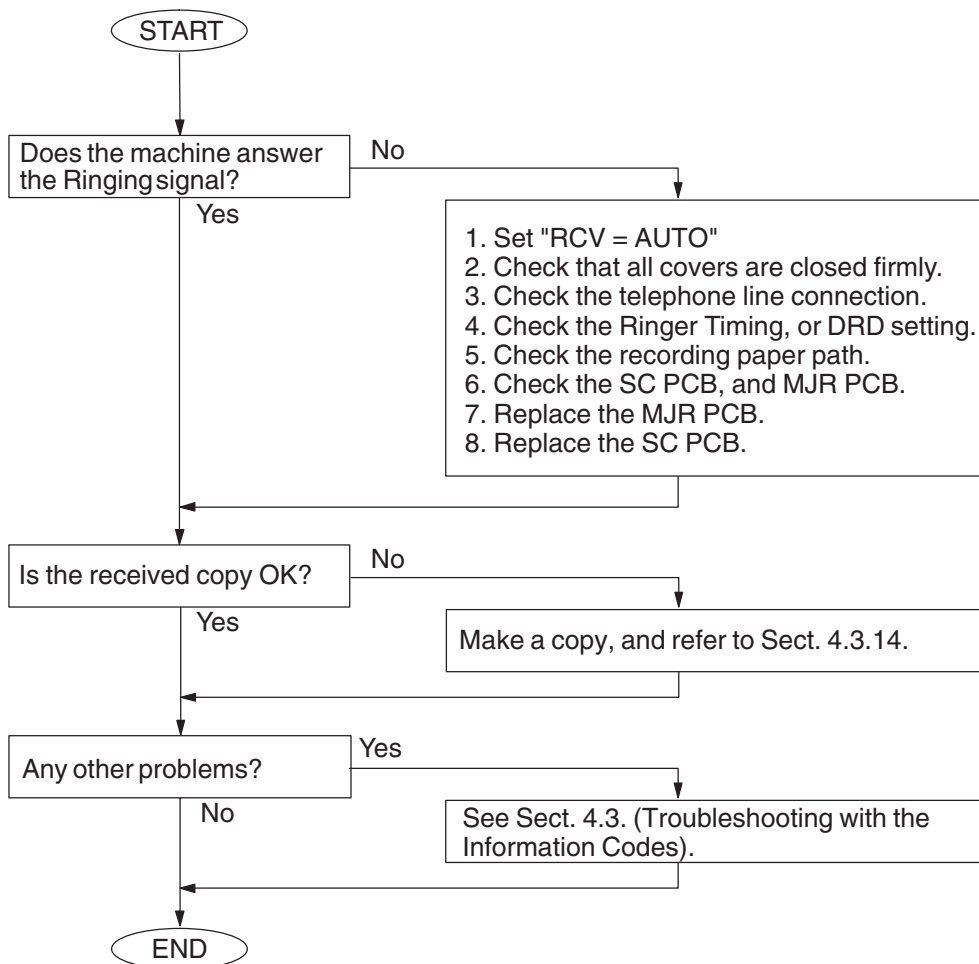 START
Does the machine answer
the Ringing signal?
No
Yes
1. Set "RCV = AUTO"
2. Check that all covers are closed firmly.
3. Check the telephone line connection.
4. Check the Ringer Timing, or DRD setting.
5. Check the recording paper path.
6. Check the SC PCB, and MJR PCB.
7. Replace the MJR PCB.
8. Replace the SC PCB.
Is the received copy OK?
No
Yes
Make a copy, and refer to Sect. 4.3.14.
Any other problems?
Yes
No
See Sect. 4.3. (Troubleshooting with the
Information Codes).
END